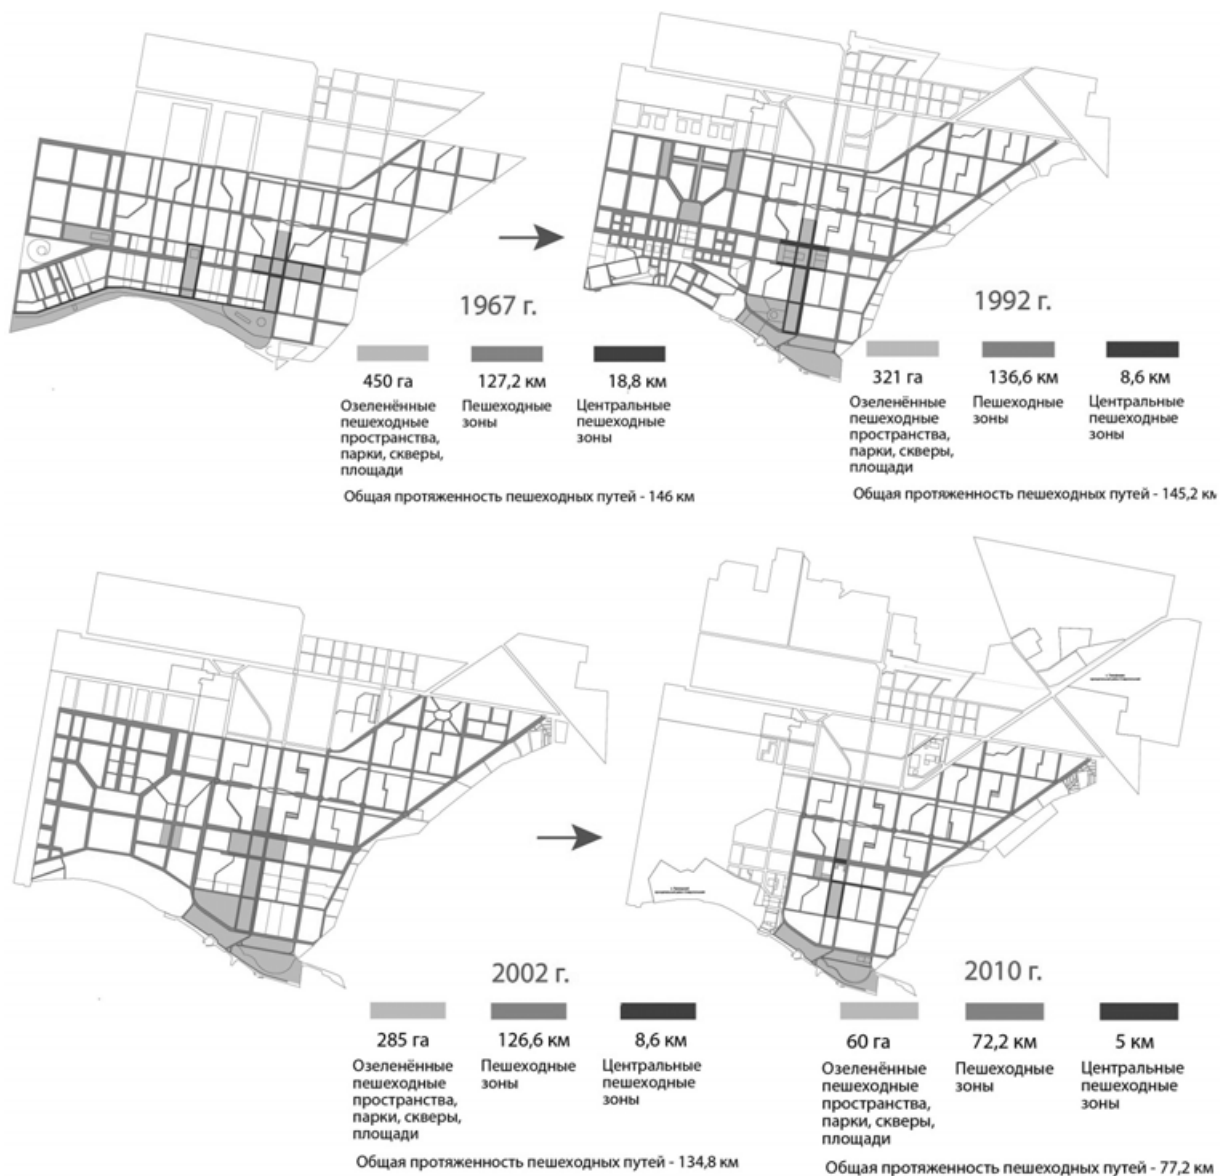 1967 г.
450 га
127,2 км
18,8 км
Озеленённые
пешеходные
пространства,
парки, скверы,
площади
Пешеходные
зоны
Центральные
пешеходные
зоны
Общая протяженность пешеходных путей - 146 км
1992 г.
321 га
136,6 км
8,6 км
Озеленённые
пешеходные
пространства,
парки, скверы,
площади
Пешеходные
зоны
Центральные
пешеходные
зоны
Общая протяженность пешеходных путей - 145,2 км
2002 г.
285 га
126,6 км
8,6 км
Озеленённые
пешеходные
пространства,
парки, скверы,
площади
Пешеходные
зоны
Центральные
пешеходные
зоны
Общая протяженность пешеходных путей - 134,8 км
2010 г.
60 га
72,2 км
5 км
Озеленённые
пешеходные
пространства,
парки, скверы,
площади
Пешеходные
зоны
Центральные
пешеходные
зоны
Общая протяженность пешеходных путей - 77,2 км